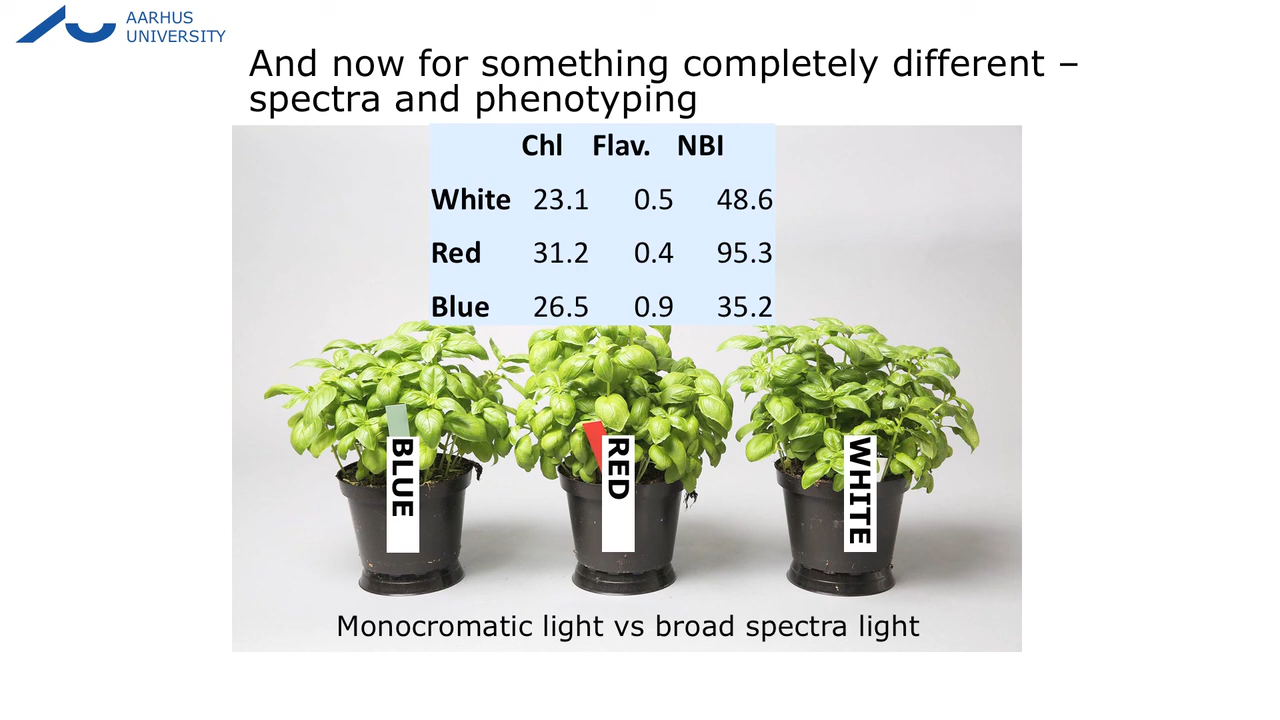 AARHUS
UNIVERSITY
And now for something completely different –
spectra and phenotyping
Chl Flav. NBI
White 23.1 0.5 48.6
Red 31.2 0.4 95.3
Blue 26.5 0.9 35.2
BLUE
RED
WHITE
Monocromatic light vs broad spectra light